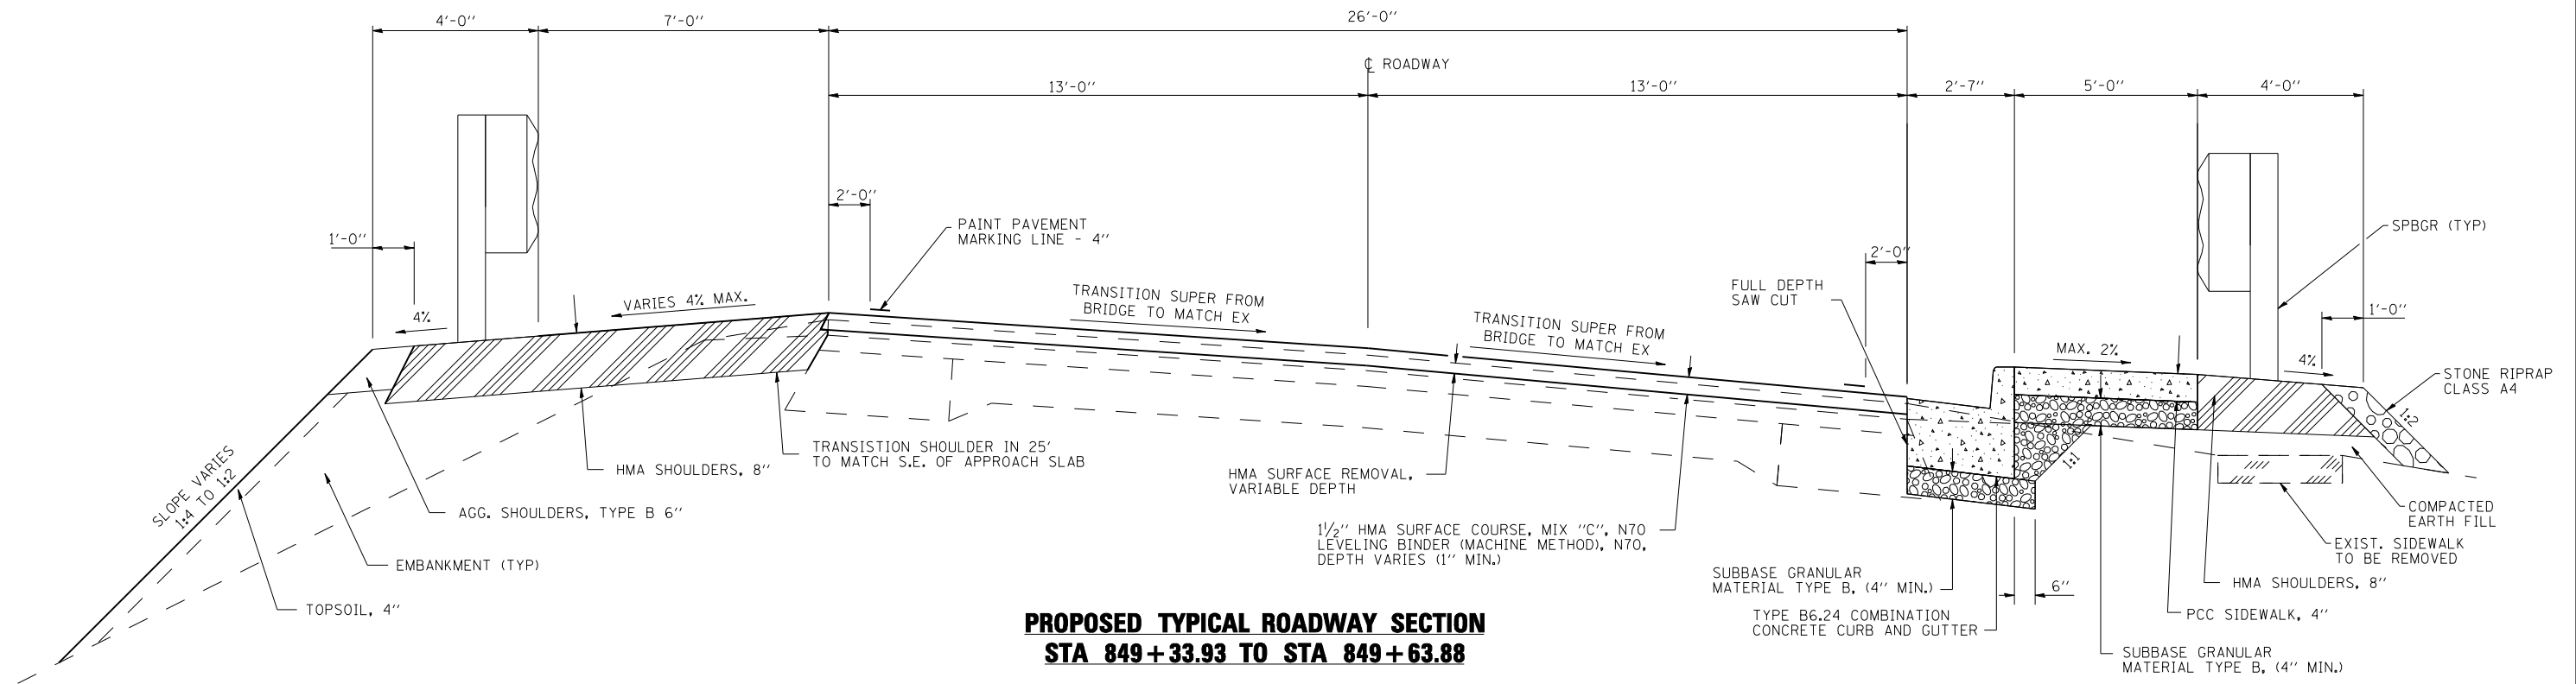 4'-0"
7'-0"
26'-0"
℄ ROADWAY
13'-0"
13'-0"
2'-7"
5'-0"
4'-0"
2'-0"
PAINT PAVEMENT
MARKING LINE - 4"
1'-0"
4%
VARIES 4% MAX.
TRANSITION SUPER FROM
BRIDGE TO MATCH EX
TRANSITION SUPER FROM
BRIDGE TO MATCH EX
2'-0"
FULL DEPTH
SAW CUT
MAX. 2%
SPBGR (TYP)
1'-0"
4%
STONE RIPRAP
CLASS A4
1:2
1:1
SLOPE VARIES
1:4 TO 1:2
TRANSISTION SHOULDER IN 25'
TO MATCH S.E. OF APPROACH SLAB
HMA SHOULDERS, 8"
AGG. SHOULDERS, TYPE B 6"
EMBANKMENT (TYP)
TOPSOIL, 4"
HMA SURFACE REMOVAL,
VARIABLE DEPTH
1½" HMA SURFACE COURSE, MIX "C", N70
LEVELING BINDER (MACHINE METHOD), N70,
DEPTH VARIES (1" MIN.)
COMPACTED
EARTH FILL
EXIST. SIDEWALK
TO BE REMOVED
HMA SHOULDERS, 8"
PCC SIDEWALK, 4"
SUBBASE GRANULAR
MATERIAL TYPE B, (4" MIN.)
6"
TYPE B6.24 COMBINATION
CONCRETE CURB AND GUTTER
SUBBASE GRANULAR
MATERIAL TYPE B, (4" MIN.)
PROPOSED TYPICAL ROADWAY SECTION
STA 849+33.93 TO STA 849+63.88